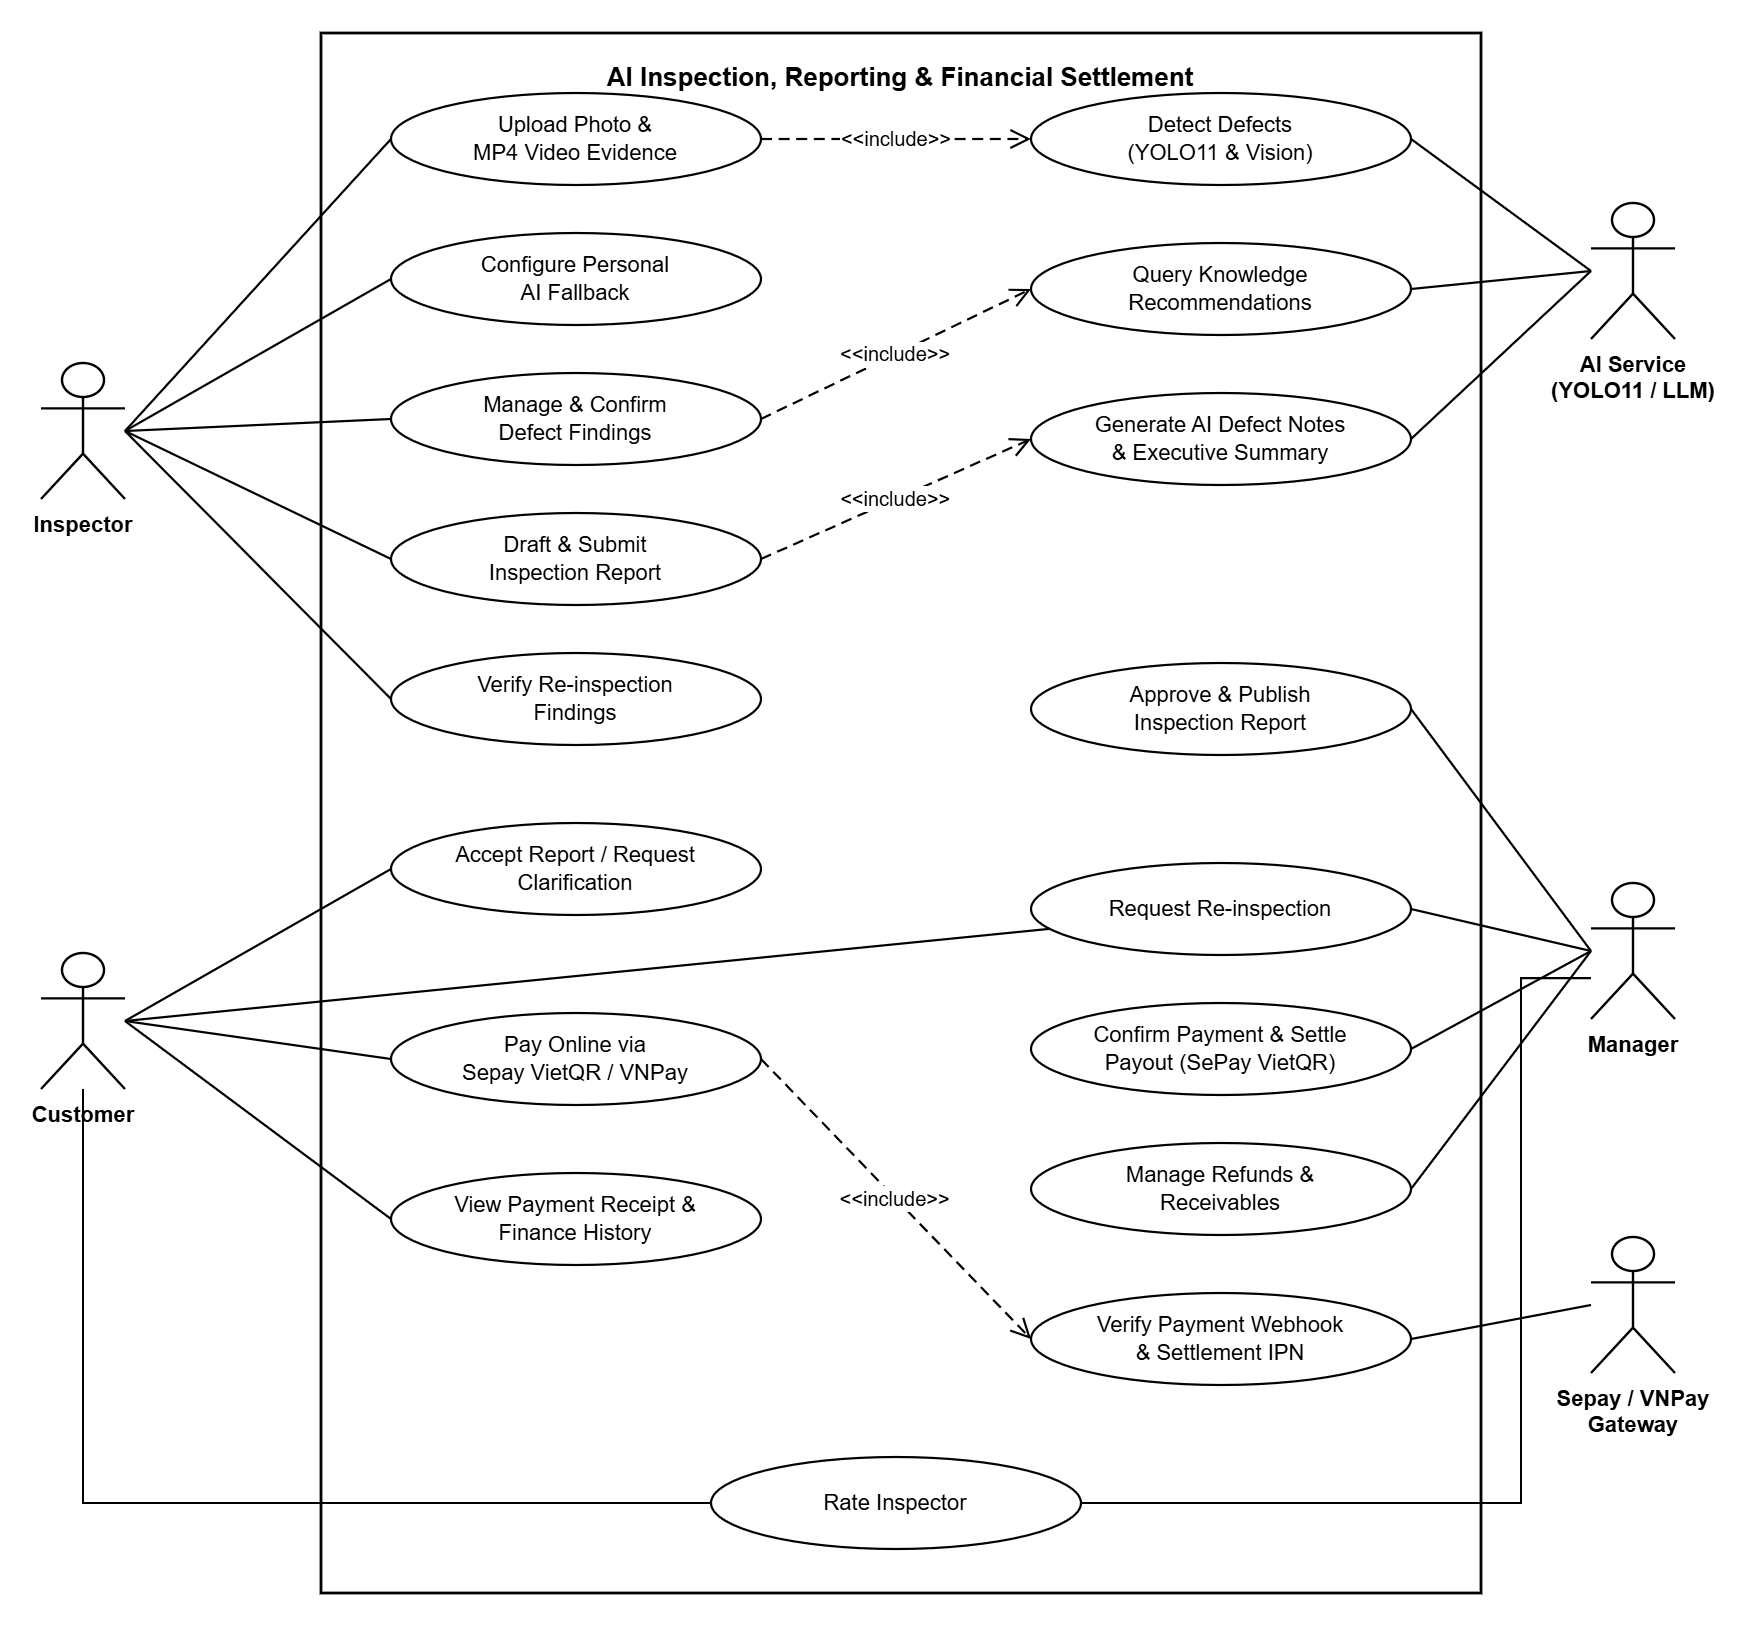 AI Inspection, Reporting & Financial Settlement
Upload Photo &
MP4 Video Evidence
<<include>>
Detect Defects
(YOLO11 & Vision)
Configure Personal
AI Fallback
Query Knowledge
Recommendations
<<include>>
AI Service
(YOLO11 / LLM)
Manage & Confirm
Defect Findings
Generate AI Defect Notes
& Executive Summary
<<include>>
Inspector
Draft & Submit
Inspection Report
Verify Re-inspection
Findings
Approve & Publish
Inspection Report
Accept Report / Request
Clarification
Request Re-inspection
Pay Online via
Sepay VietQR / VNPay
Confirm Payment & Settle
Payout (SePay VietQR)
Manager
Customer
View Payment Receipt &
Finance History
<<include>>
Manage Refunds &
Receivables
Verify Payment Webhook
& Settlement IPN
Sepay / VNPay
Gateway
Rate Inspector